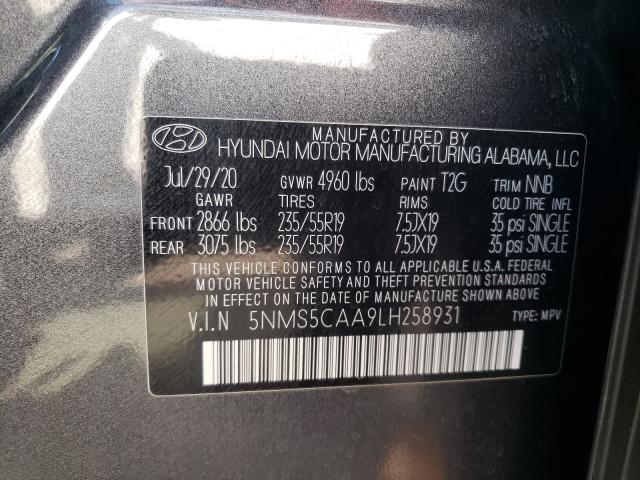 MANUFACTURED BY
HYUNDAI MOTOR MANUFACTURING ALABAMA, LLC
Jul/29/20 GVWR 4960 lbs PAINT T2G TRIM NNB
GAWR TIRES RIMS COLD TIRE INFL
FRONT 2866 lbs 235/55R19 7.5JX19 35 psi SINGLE
REAR 3075 lbs 235/55R19 7.5JX19 35 psi SINGLE
THIS VEHICLE CONFORMS TO ALL APPLICABLE U.S.A. FEDERAL
MOTOR VEHICLE SAFETY AND THEFT PREVENTION STANDARDS
IN EFFECT ON THE DATE OF MANUFACTURE SHOWN ABOVE.
V.I.N 5NMS5CAA9LH258931 TYPE: MPV